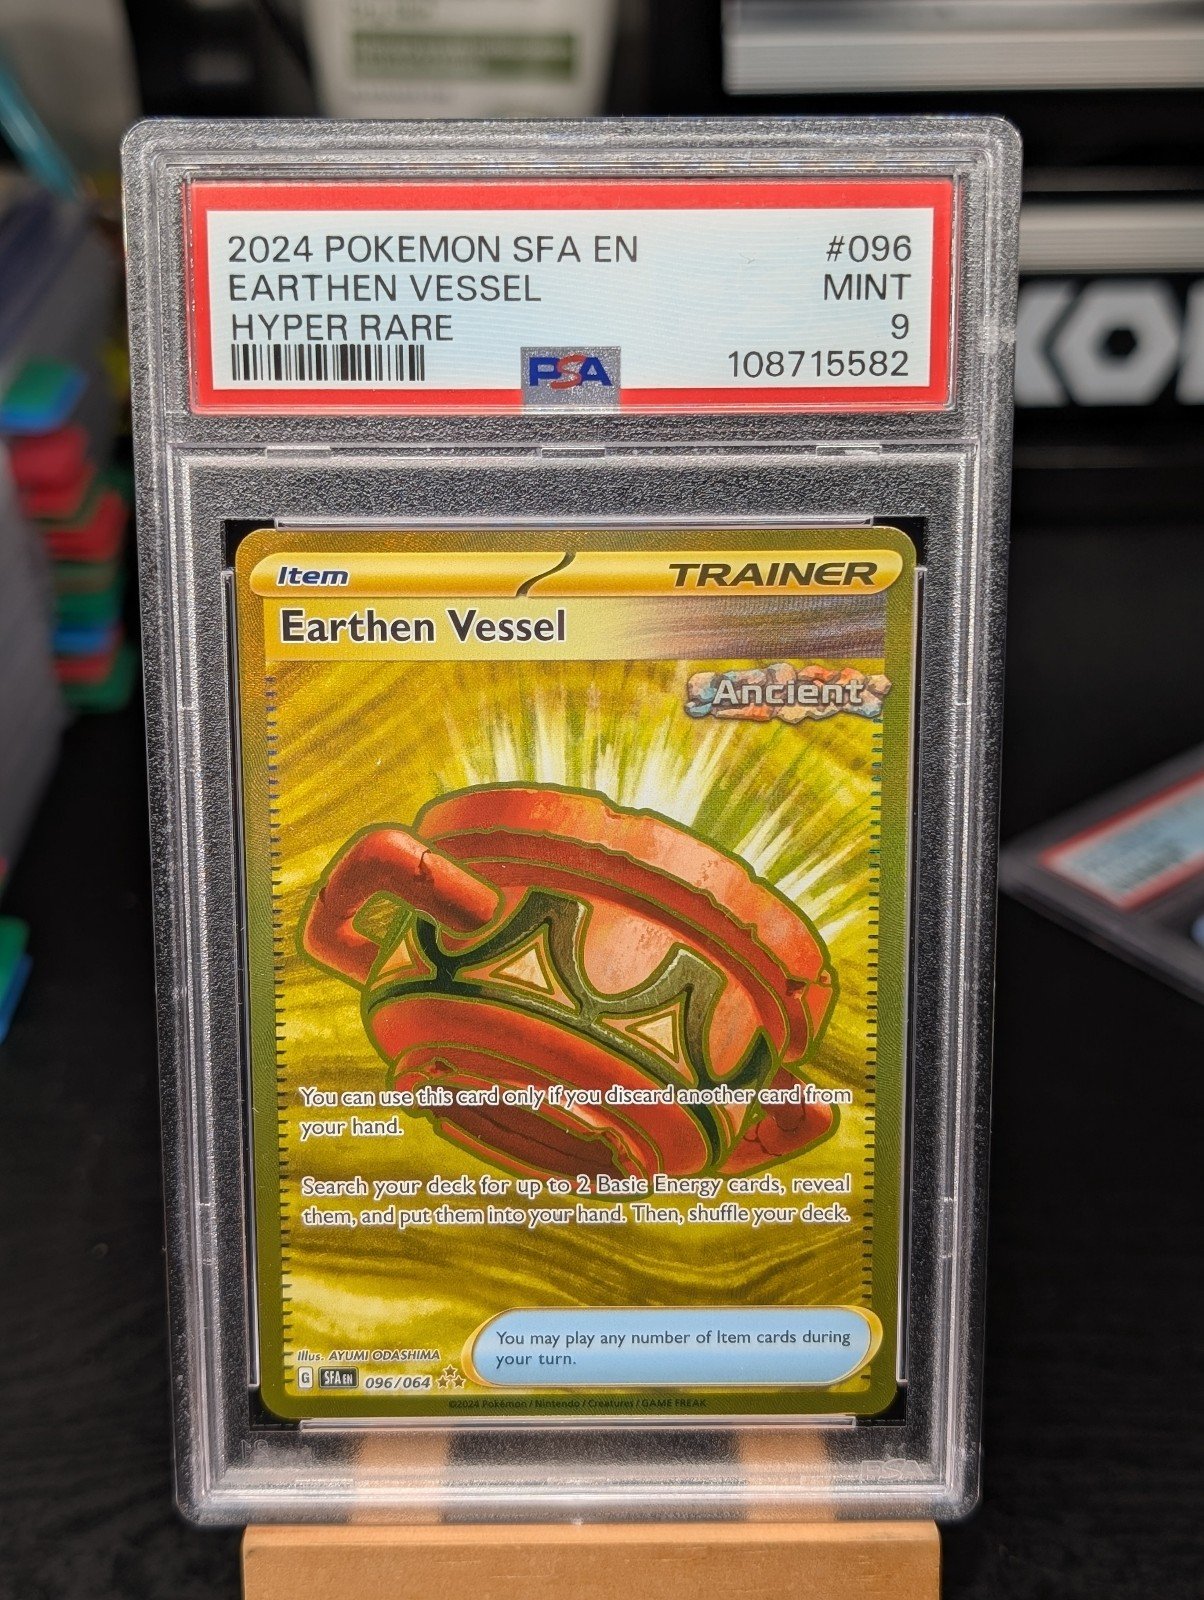 2024 POKEMON SFA EN #096
EARTHEN VESSEL MINT
HYPER RARE 9
PSA 108715582
Item TRAINER
Earthen Vessel
Ancient
You can use this card only if you discard another card from
your hand.
Search your deck for up to 2 Basic Energy cards, reveal
them, and put them into your hand. Then, shuffle your deck.
You may play any number of Item cards during
your turn.
Illus. AYUMI ODASHIMA
G SFA EN 096/064
©2024 Pokémon / Nintendo / Creatures / GAME FREAK